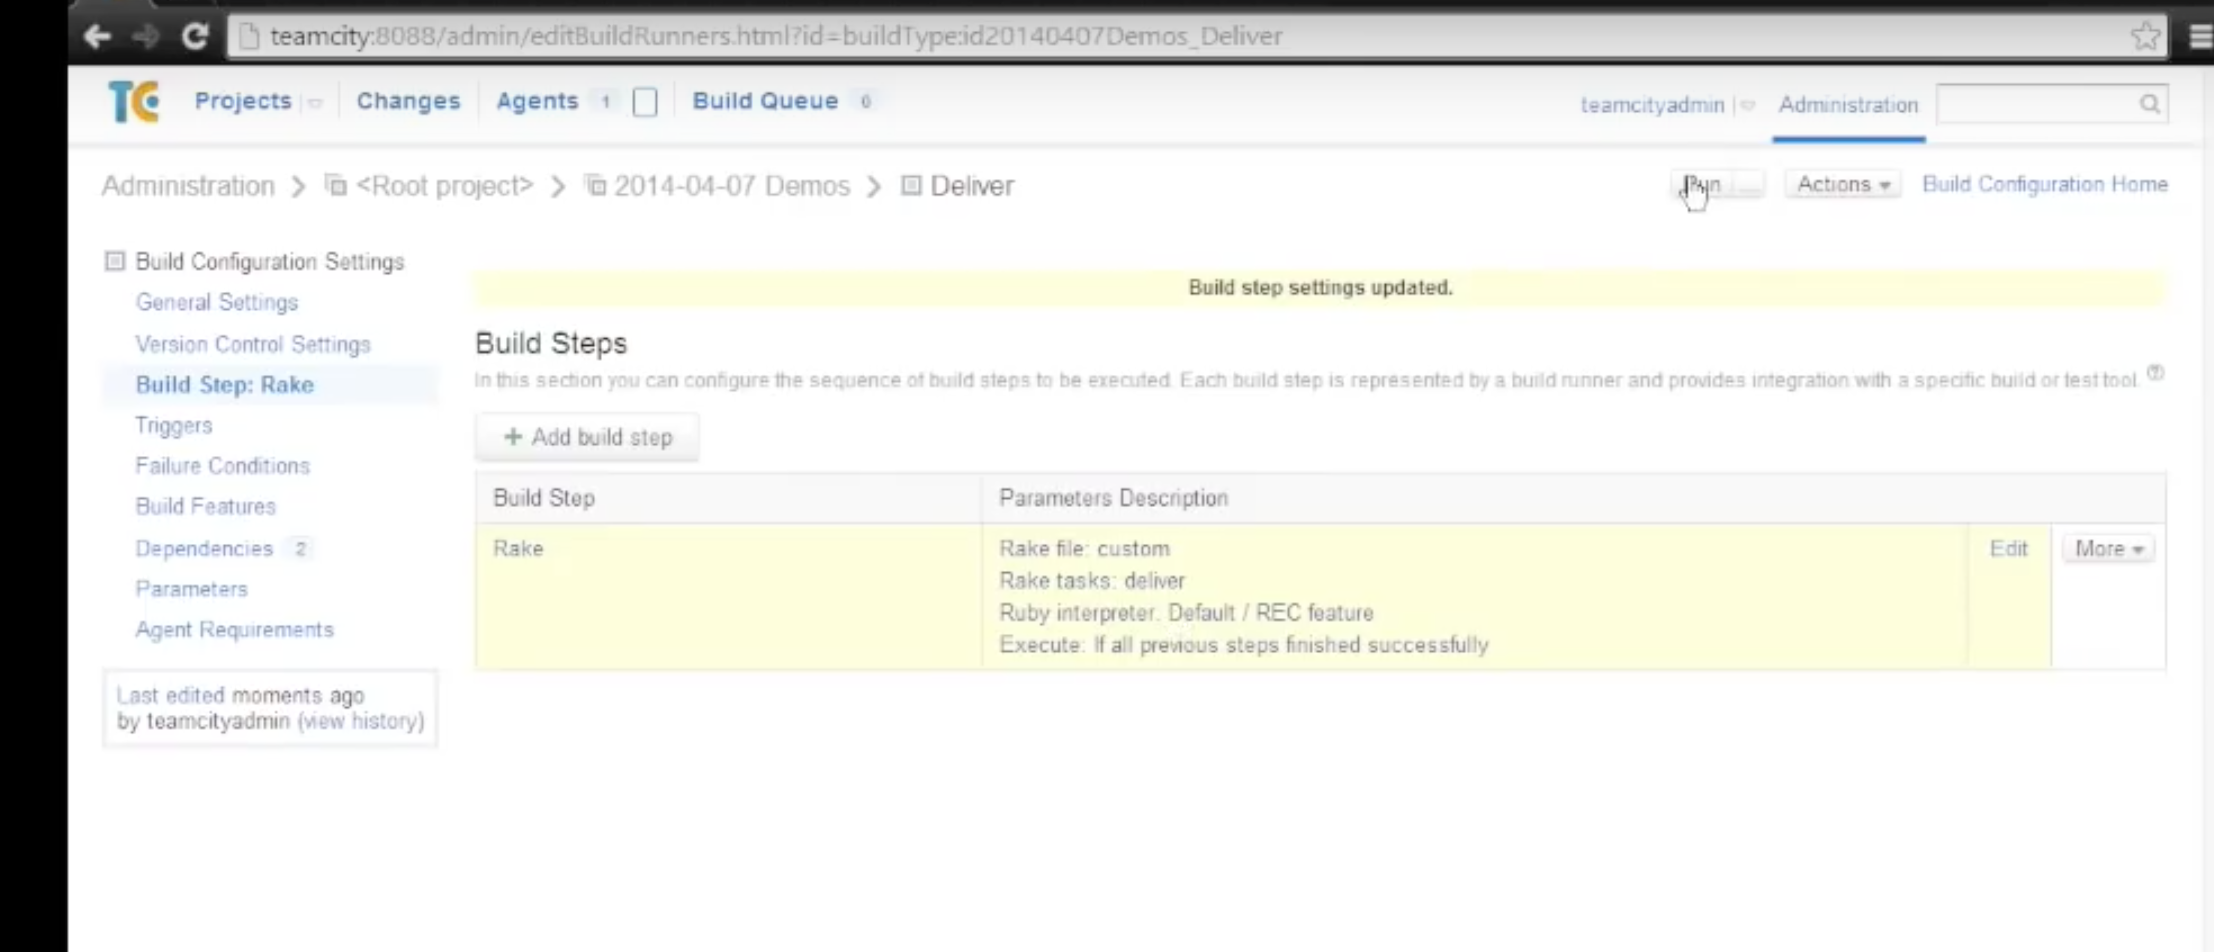 teamcity:8088/admin/editBuildRunners.html?id=buildType:id20140407Demos_Deliver
TC Projects Changes Agents 1 Build Queue 0 teamcityadmin Administration
Administration > <Root project> > 2014-04-07 Demos > Deliver Run Actions Build Configuration Home
Build Configuration Settings
General Settings
Version Control Settings
Build Step: Rake
Triggers
Failure Conditions
Build Features
Dependencies 2
Parameters
Agent Requirements
Last edited moments ago
by teamcityadmin (view history)
Build step settings updated.
Build Steps
In this section you can configure the sequence of build steps to be executed. Each build step is represented by a build runner and provides integration with a specific build or test tool. ?
+ Add build step
Build Step Parameters Description
Rake Rake file: custom Edit More
Rake tasks: deliver
Ruby interpreter: Default / REC feature
Execute: If all previous steps finished successfully